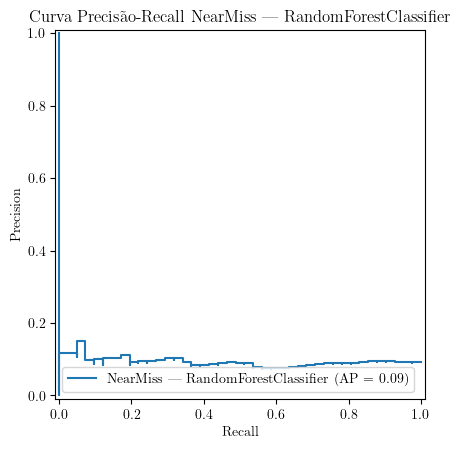 Curva Precisão-Recall NearMiss — RandomForestClassifier
1.0
0.8
0.6
0.4
0.2
0.0
Precision
NearMiss — RandomForestClassifier (AP = 0.09)
0.0 0.2 0.4 0.6 0.8 1.0
Recall